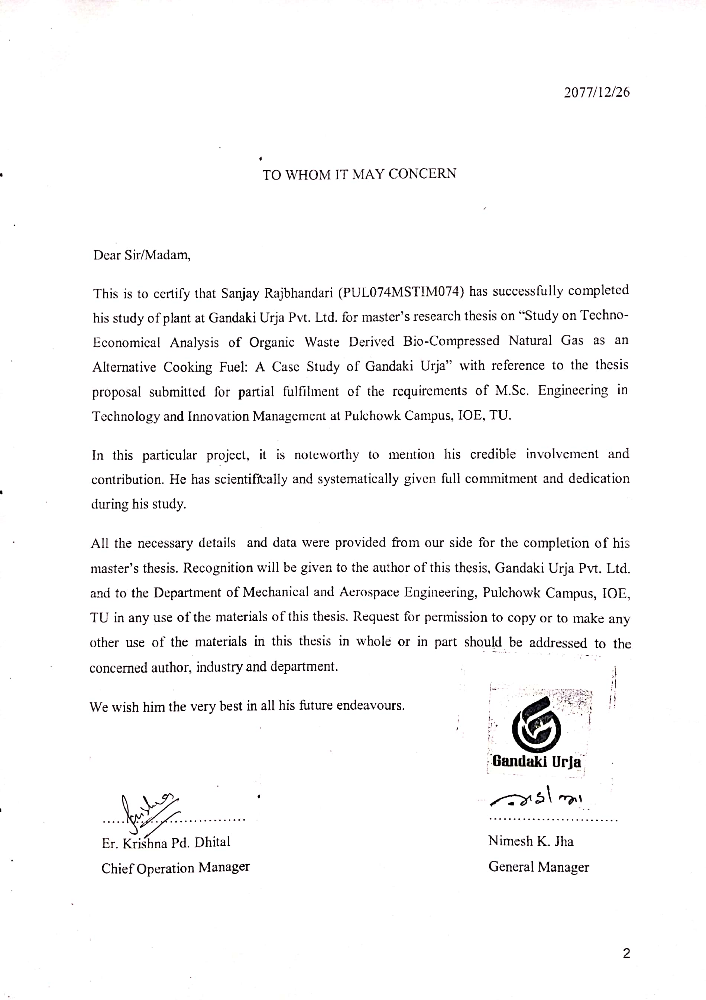 2077/12/26
TO WHOM IT MAY CONCERN
Dear Sir/Madam,
This is to certify that Sanjay Rajbhandari (PUL074MSTIM074) has successfully completed
his study of plant at Gandaki Urja Pvt. Ltd. for master’s research thesis on “Study on Techno-
Economical Analysis of Organic Waste Derived Bio-Compressed Natural Gas as an
Alternative Cooking Fuel: A Case Study of Gandaki Urja” with reference to the thesis
proposal submitted for partial fulfilment of the requirements of M.Sc. Engineering in
Technology and Innovation Management at Pulchowk Campus, IOE, TU.
In this particular project, it is noteworthy to mention his credible involvement and
contribution. He has scientifically and systematically given full commitment and dedication
during his study.
All the necessary details and data were provided from our side for the completion of his
master’s thesis. Recognition will be given to the author of this thesis, Gandaki Urja Pvt. Ltd.
and to the Department of Mechanical and Aerospace Engineering, Pulchowk Campus, IOE,
TU in any use of the materials of this thesis. Request for permission to copy or to make any
other use of the materials in this thesis in whole or in part should be addressed to the
concerned author, industry and department.
We wish him the very best in all his future endeavours.
Gandaki Urja
Krishna
Er. Krishna Pd. Dhital
Chief Operation Manager
Nimesh K. Jha
General Manager
2